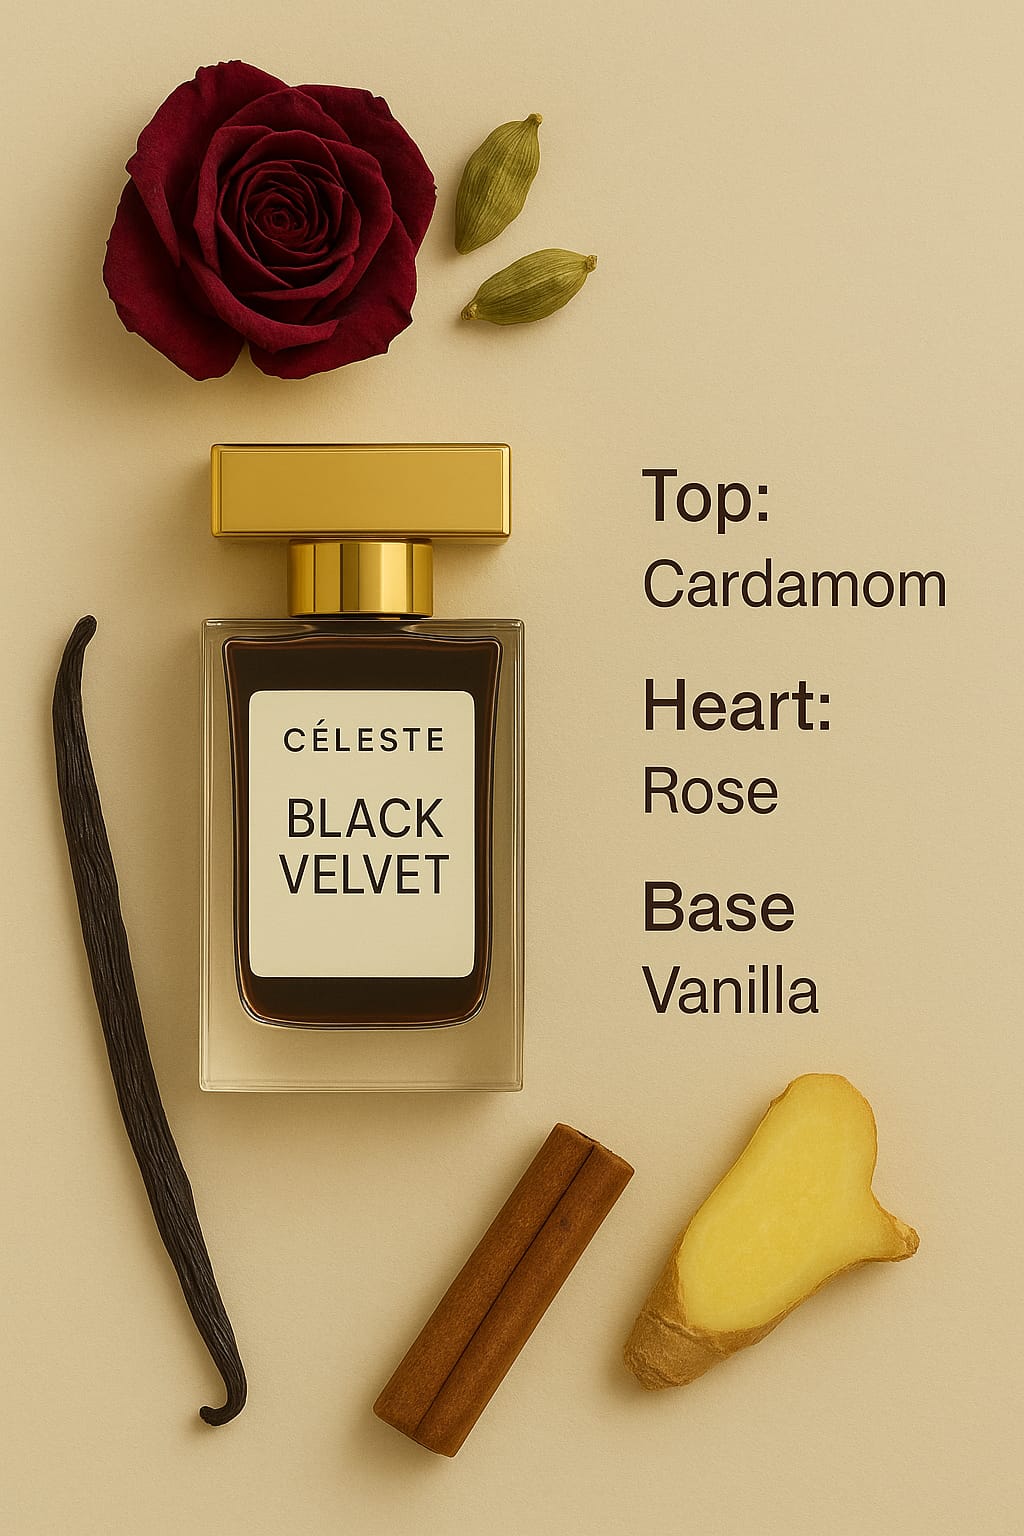 CÉLESTE
BLACK
VELVET
Top:
Cardamom
Heart:
Rose
Base
Vanilla